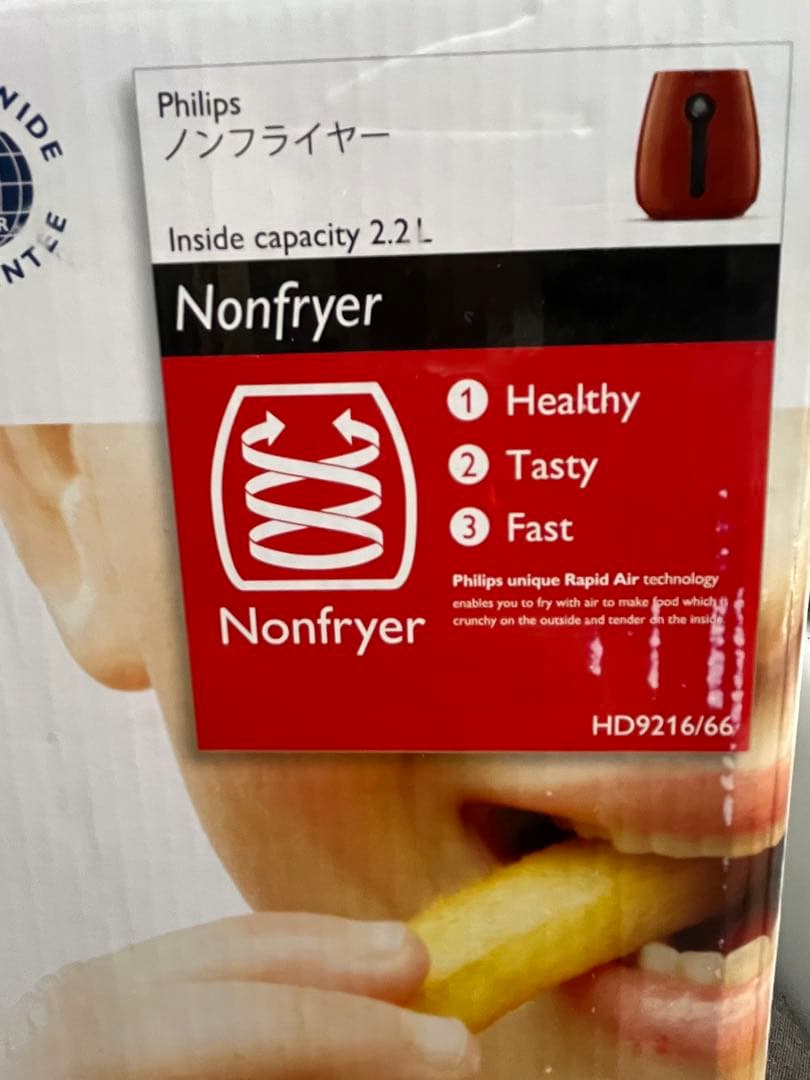 Philips
ノンフライヤー
Inside capacity 2.2 L
Nonfryer
1 Healthy
2 Tasty
3 Fast
Philips unique Rapid Air technology
enables you to fry with air to make food which is
crunchy on the outside and tender on the inside.
Nonfryer
HD9216/66